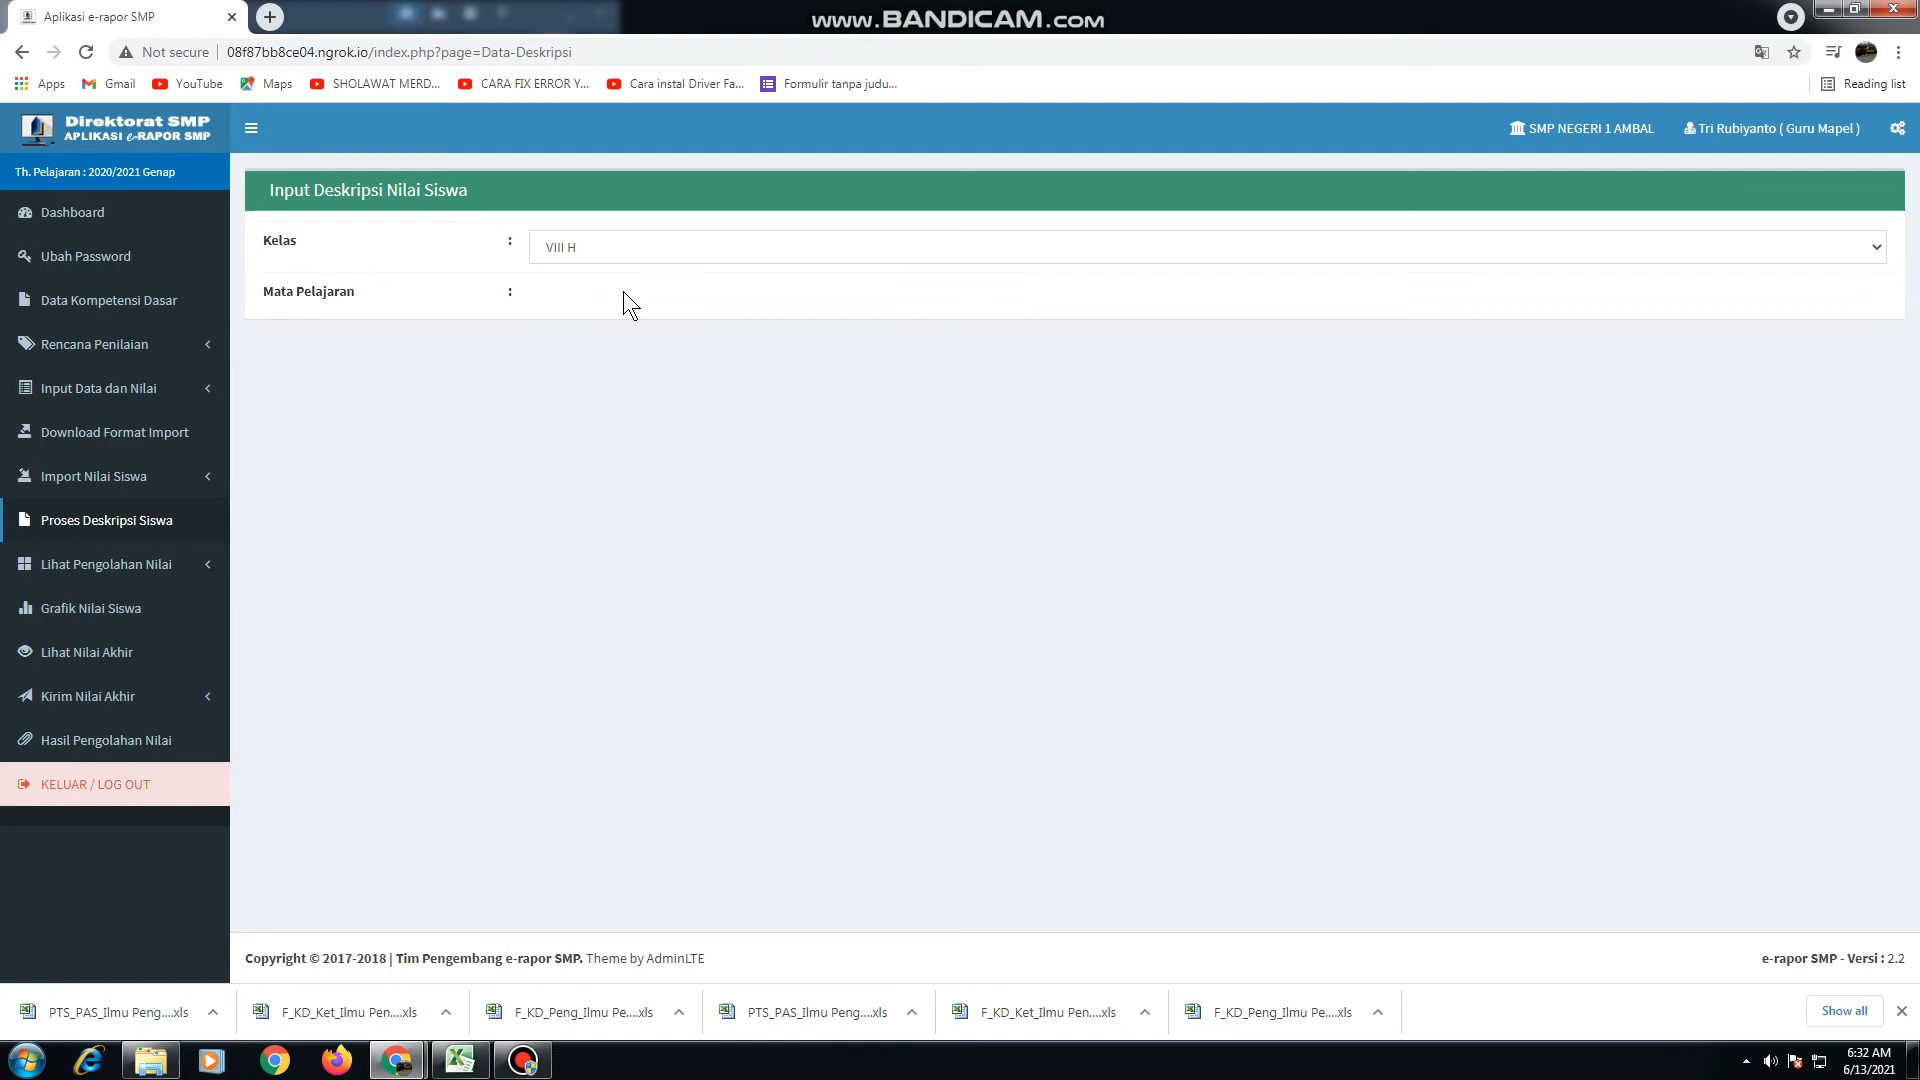 Aplikasi e-rapor SMP
www.BANDICAM.com
Not secure
08f87bb8ce04.ngrok.io/index.php?page=Data-Deskripsi
Apps
Gmail
YouTube
Maps
SHOLAWAT MERD...
CARA FIX ERROR Y...
Cara instal Driver Fa...
Formulir tanpa judu...
Reading list
Direktorat SMP
APLIKASI e-RAPOR SMP
SMP NEGERI 1 AMBAL
Tri Rubiyanto ( Guru Mapel )
Th. Pelajaran : 2020/2021 Genap
Dashboard
Ubah Password
Data Kompetensi Dasar
Rencana Penilaian
Input Data dan Nilai
Download Format Import
Import Nilai Siswa
Proses Deskripsi Siswa
Lihat Pengolahan Nilai
Grafik Nilai Siswa
Lihat Nilai Akhir
Kirim Nilai Akhir
Hasil Pengolahan Nilai
KELUAR / LOG OUT
Input Deskripsi Nilai Siswa
Kelas : VIII H
Mata Pelajaran :
Copyright © 2017-2018 | Tim Pengembang e-rapor SMP. Theme by AdminLTE
e-rapor SMP - Versi : 2.2
PTS_PAS_Ilmu Peng....xls
F_KD_Ket_Ilmu Pen....xls
F_KD_Peng_Ilmu Pe....xls
PTS_PAS_Ilmu Peng....xls
F_KD_Ket_Ilmu Pen....xls
F_KD_Peng_Ilmu Pe....xls
Show all
6:32 AM
6/13/2021